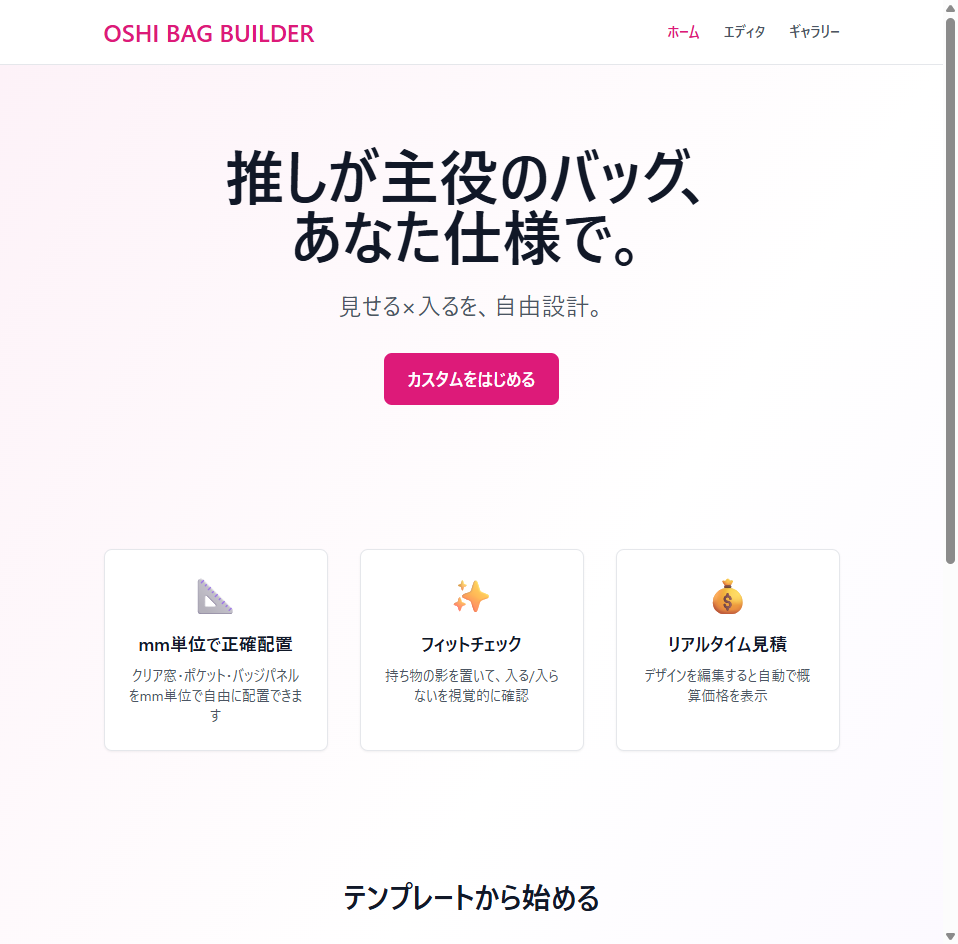 OSHI BAG BUILDER
ホーム
エディタ
ギャラリー
推しが主役のバッグ、
あなた仕様で。
見せる×入るを、自由設計。
カスタムをはじめる
mm単位で正確配置
クリア窓・ポケット・バッジパネル
をmm単位で自由に配置できま
す
フィットチェック
持ち物の影を置いて、入る/入ら
ないを視覚的に確認
リアルタイム見積
デザインを編集すると自動で概
算価格を表示
テンプレートから始める